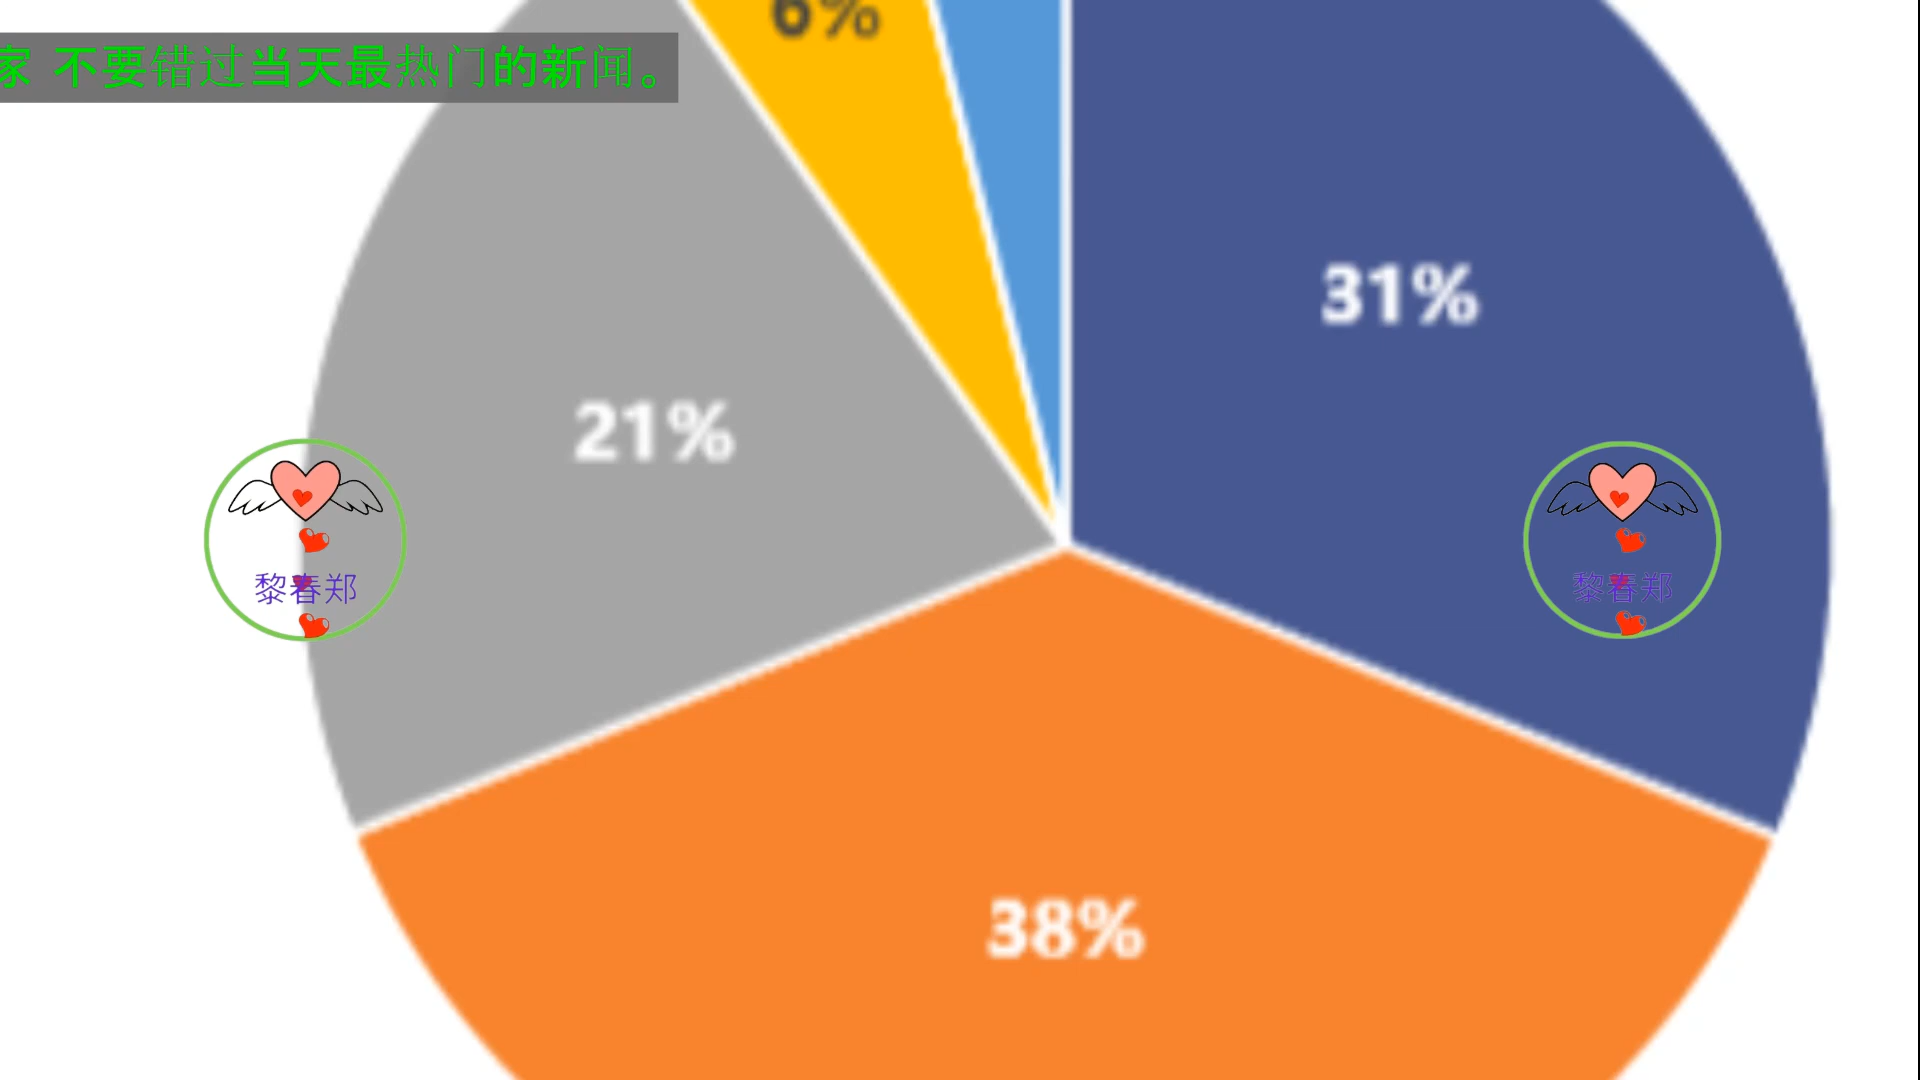 6%
家 不要错过当天最热门的新闻。
31%
21%
黎春郑
黎春郑
38%